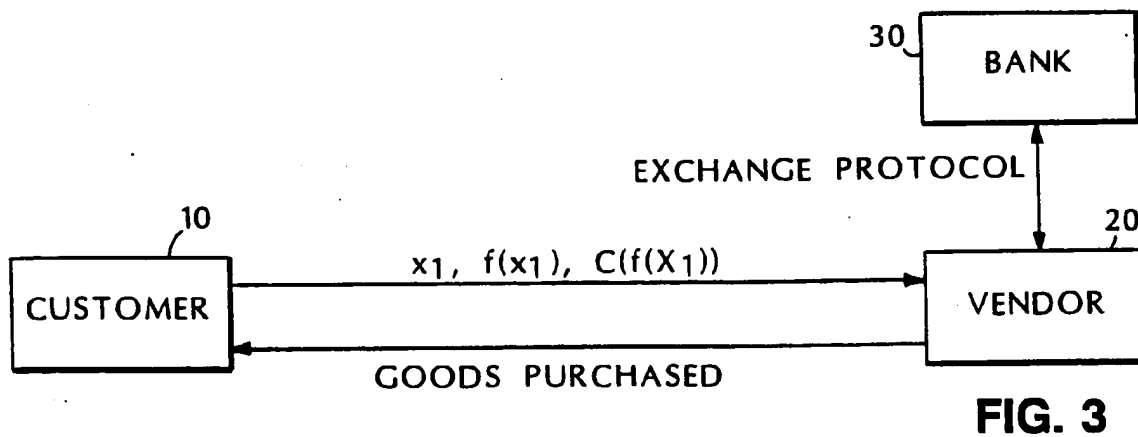 30
BANK
EXCHANGE PROTOCOL
10
20
x1, f(x1), C(f(X1))
CUSTOMER
VENDOR
GOODS PURCHASED
FIG. 3